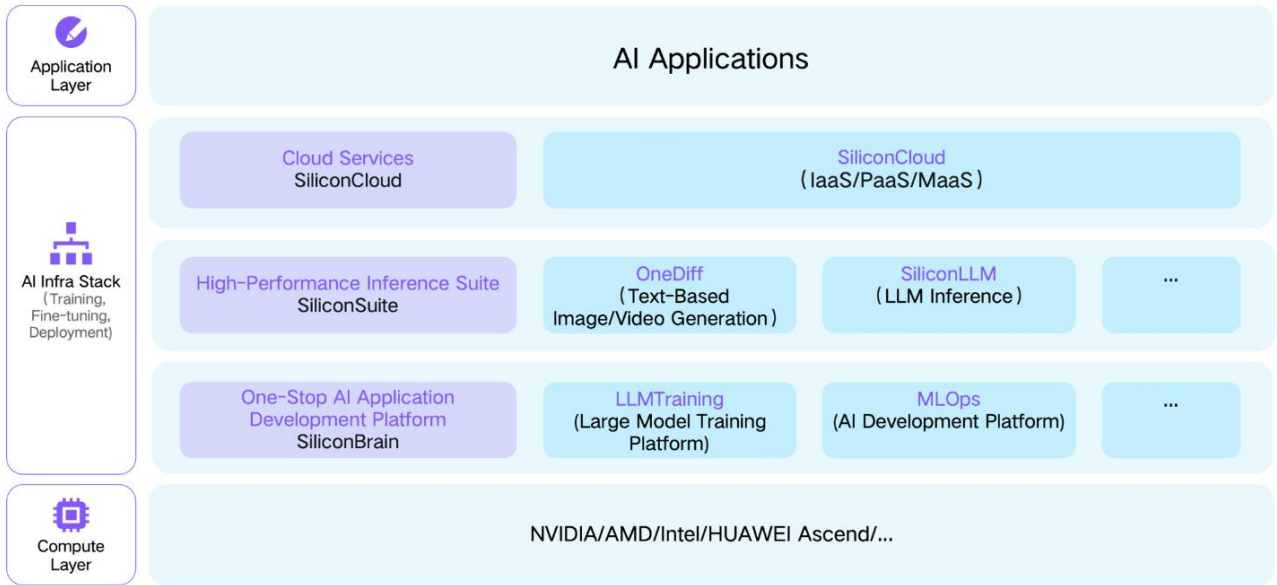 Application
Layer
AI Applications
AI Infra Stack
(Training,
Fine-tuning,
Deployment)
Cloud Services
SiliconCloud
SiliconCloud
(IaaS/PaaS/MaaS)
High-Performance Inference Suite
SiliconSuite
OneDiff
(Text-Based
Image/Video Generation)
SiliconLLM
(LLM Inference)
...
One-Stop AI Application
Development Platform
SiliconBrain
LLMTraining
(Large Model Training
Platform)
MLOps
(AI Development Platform)
...
Compute
Layer
NVIDIA/AMD/Intel/HUAWEI Ascend/...